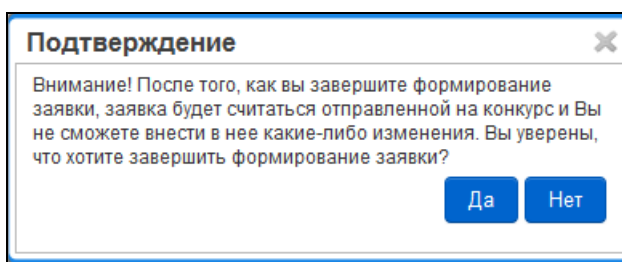 Подтверждение
Внимание! После того, как вы завершите формирование
заявки, заявка будет считаться отправленной на конкурс и Вы
не сможете внести в нее какие-либо изменения. Вы уверены,
что хотите завершить формирование заявки?
Да Нет